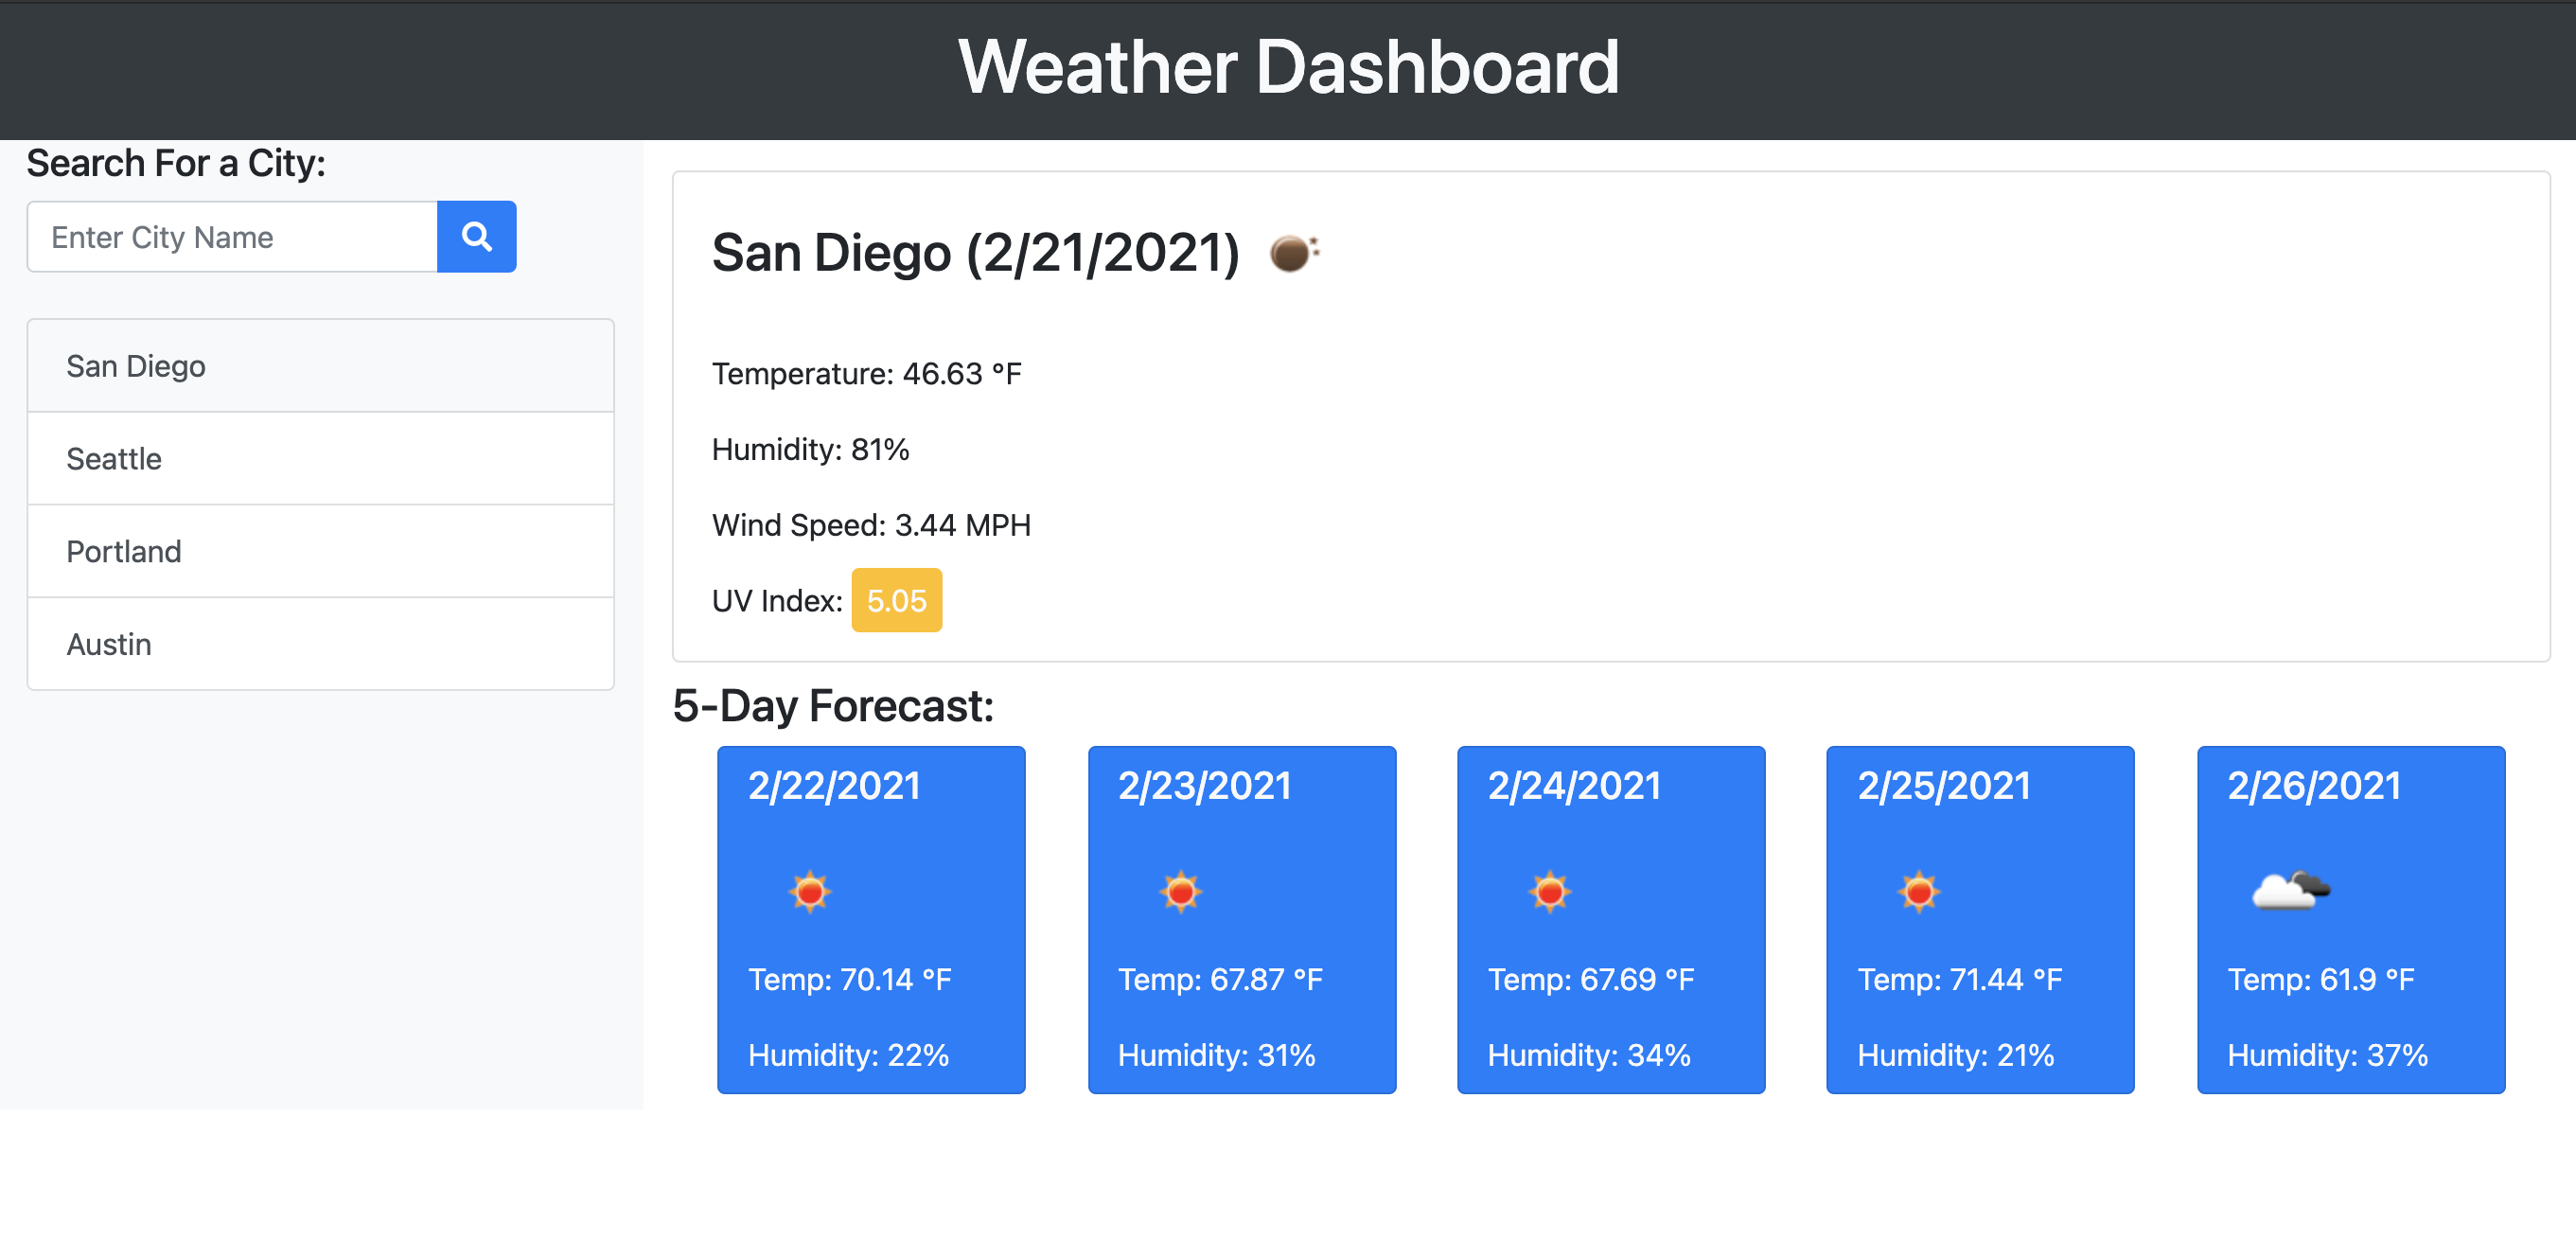 Weather Dashboard
Search For a City:
Enter City Name
San Diego
Seattle
Portland
Austin
San Diego (2/21/2021)
Temperature: 46.63 °F
Humidity: 81%
Wind Speed: 3.44 MPH
UV Index: 5.05
5-Day Forecast:
2/22/2021
Temp: 70.14 °F
Humidity: 22%
2/23/2021
Temp: 67.87 °F
Humidity: 31%
2/24/2021
Temp: 67.69 °F
Humidity: 34%
2/25/2021
Temp: 71.44 °F
Humidity: 21%
2/26/2021
Temp: 61.9 °F
Humidity: 37%